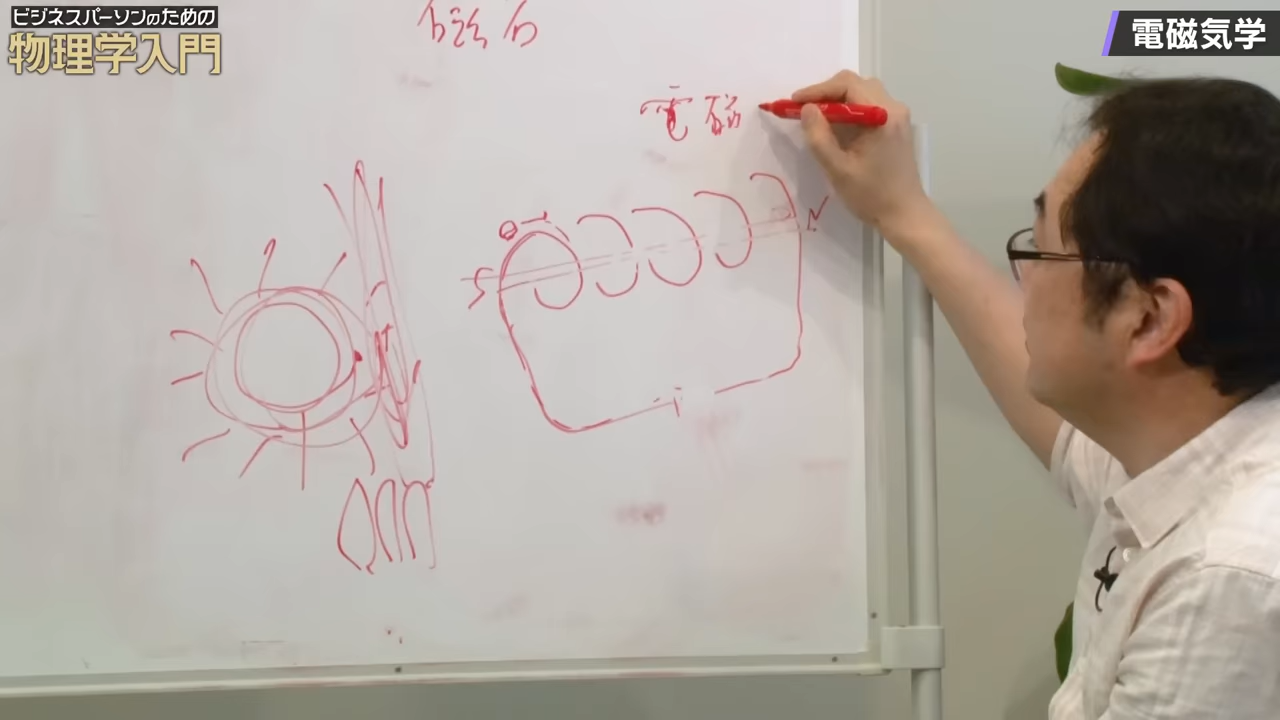 ビジネスパーソンのための
物理学入門
電磁気学
磁石
電磁
S
N